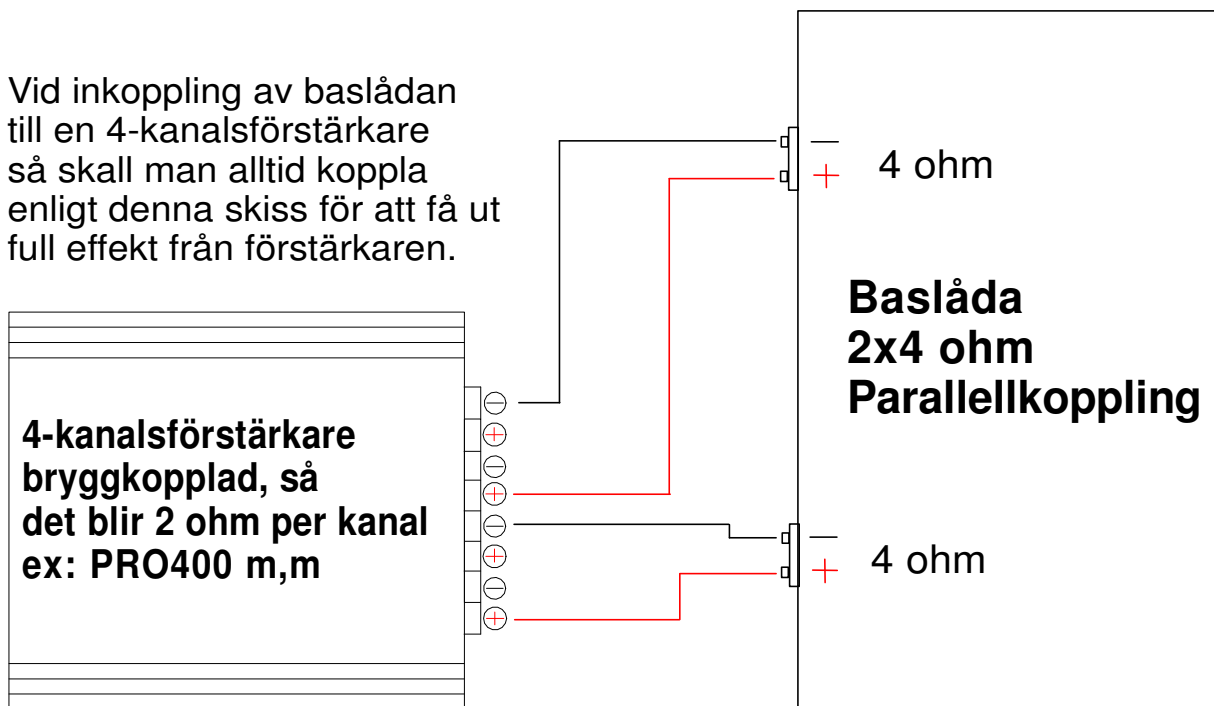 Vid inkoppling av baslådan
till en 4-kanalsförstärkare
så skall man alltid koppla
enligt denna skiss för att få ut
full effekt från förstärkaren.
4-kanalsförstärkare
bryggkopplad, så
det blir 2 ohm per kanal
ex: PRO400 m,m
−
+
−
+
−
+
−
+
−
+ 4 ohm
Baslåda
2x4 ohm
Parallellkoppling
−
+ 4 ohm